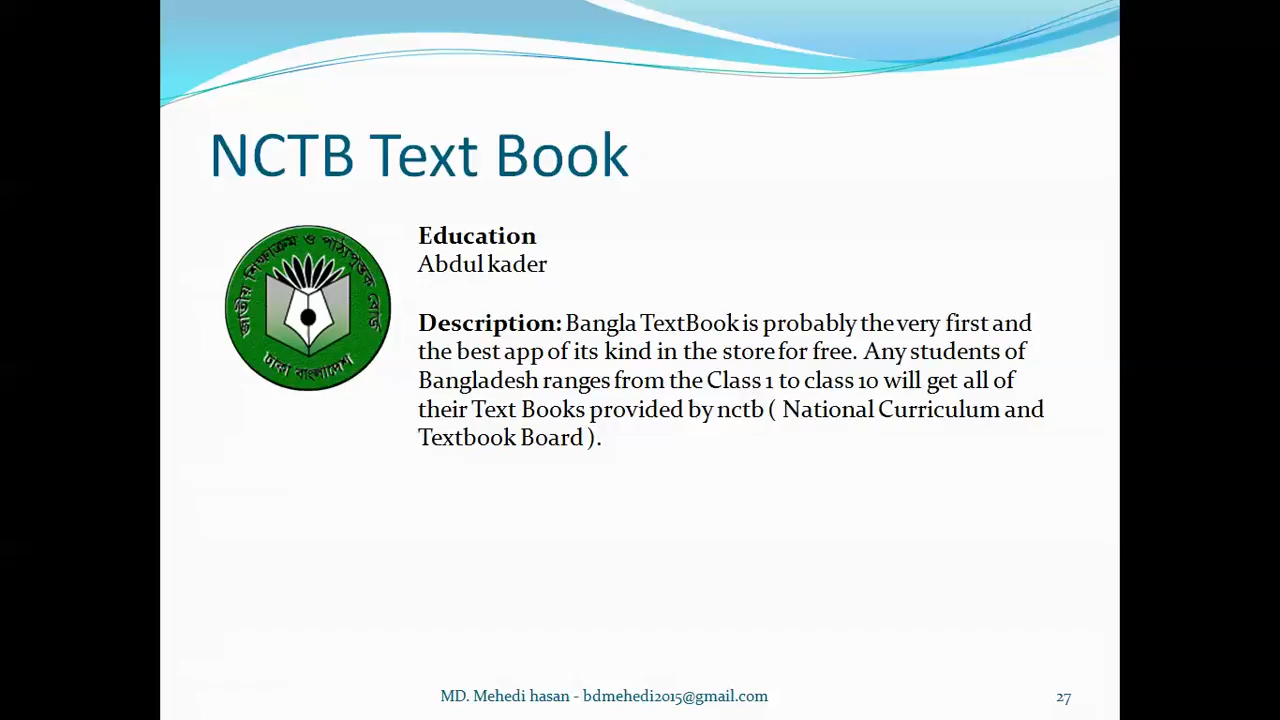 NCTB Text Book
জাতীয় শিক্ষাক্রম ও পাঠ্যপুস্তক বোর্ড
ঢাকা বাংলাদেশ
Education
Abdul kader
Description: Bangla TextBook is probably the very first and
the best app of its kind in the store for free. Any students of
Bangladesh ranges from the Class 1 to class 10 will get all of
their Text Books provided by nctb ( National Curriculum and
Textbook Board ).
MD. Mehedi hasan - bdmehedi2015@gmail.com
27